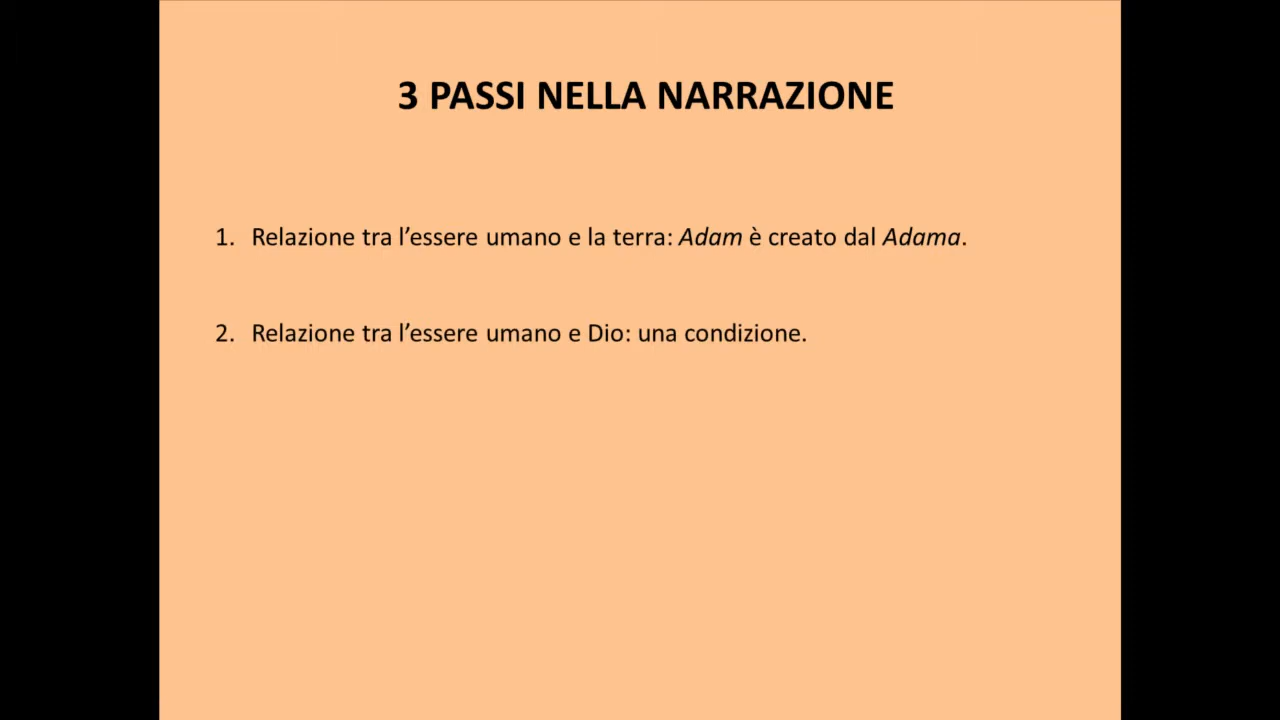 3 PASSI NELLA NARRAZIONE
1. Relazione tra l’essere umano e la terra: Adam è creato dal Adama.
2. Relazione tra l’essere umano e Dio: una condizione.